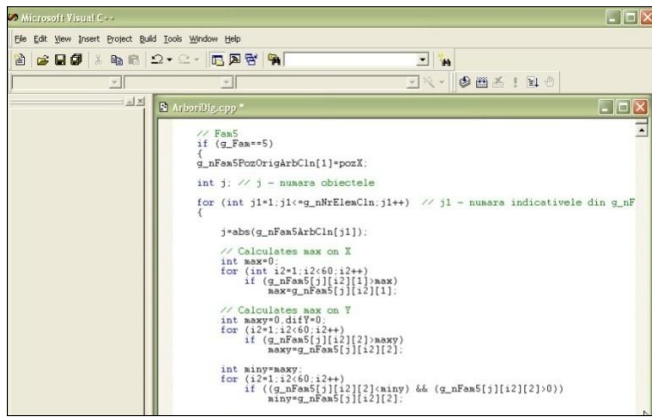 Microsoft Visual C++
File Edit View Insert Project Build Tools Window Help
ArboriDlg.cpp *
// Fam5
if (g_Fam==5)
{
g_nFam5PozOrigArbCln[1]=pozX;
int j; // j - numara obiectele
for (int j1=1;j1<=g_nNrElemCln;j1++) // j1 - numara indicativele din g_nF
{
j=abs(g_nFam5ArbCln[j1]);
// Calculates max on X
int max=0;
for (int i2=1;i2<60;i2++)
if (g_nFam5[j][i2][1]>max)
max=g_nFam5[j][i2][1];
// Calculates max on Y
int maxy=0,difY=0;
for (i2=1;i2<60;i2++)
if (g_nFam5[j][i2][2]>maxy)
maxy=g_nFam5[j][i2][2];
int miny=maxy;
for (i2=1;i2<60;i2++)
if ((g_nFam5[j][i2][2]<miny) && (g_nFam5[j][i2][2]>0))
miny=g_nFam5[j][i2][2];